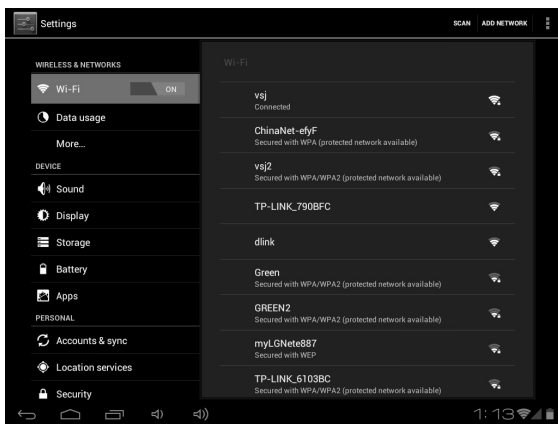 Settings
SCAN ADD NETWORK
WIRELESS & NETWORKS
Wi-Fi ON
Data usage
More...
DEVICE
Sound
Display
Storage
Battery
Apps
PERSONAL
Accounts & sync
Location services
Security
Wi-Fi
vsj
Connected
ChinaNet-efyF
Secured with WPA (protected network available)
vsj2
Secured with WPA/WPA2 (protected network available)
TP-LINK_790BFC
dlink
Green
Secured with WPA/WPA2 (protected network available)
GREEN2
Secured with WPA/WPA2 (protected network available)
myLGNete887
Secured with WEP
TP-LINK_6103BC
Secured with WPA/WPA2 (protected network available)
1:13